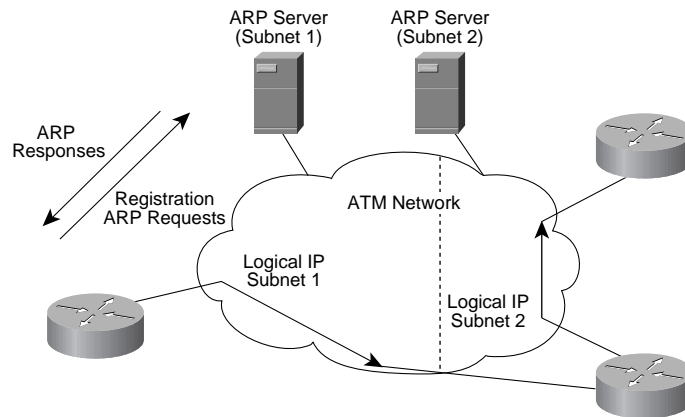 ARP Server
(Subnet 1)
ARP Server
(Subnet 2)
ARP
Responses
Registration
ARP Requests
ATM Network
Logical IP
Subnet 1
Logical IP
Subnet 2